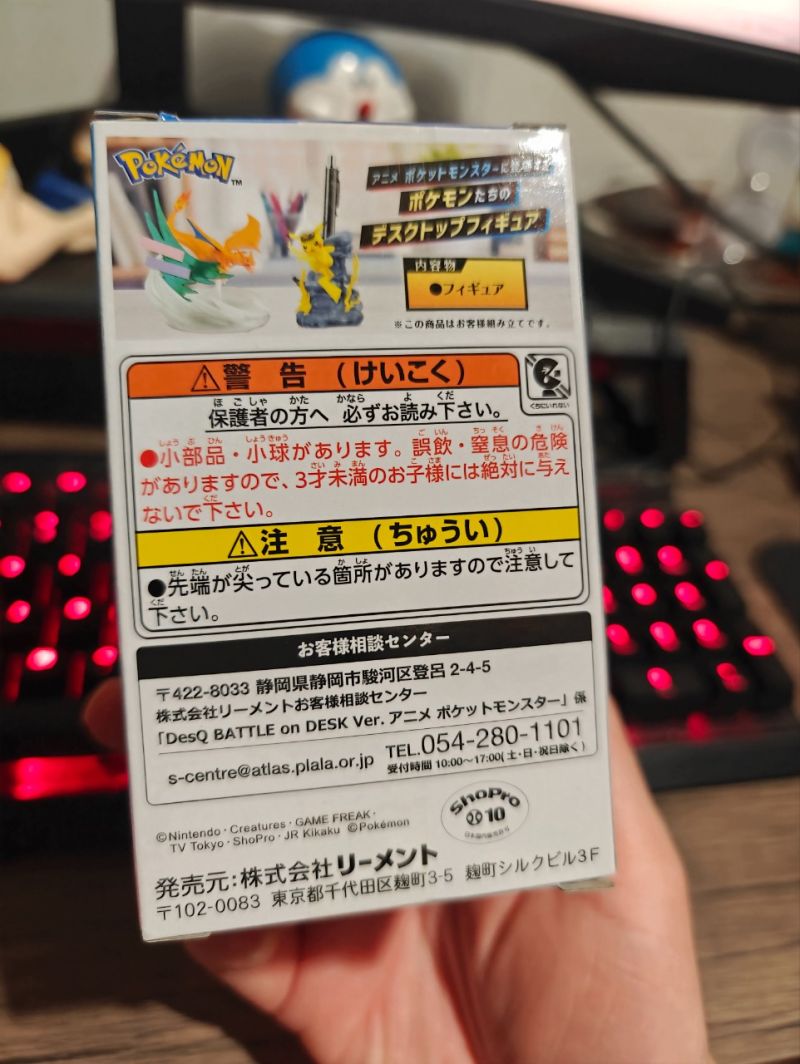 POKÉMON™
アニメ ポケットモンスターに登場する
ポケモンたちの
デスクトップフィギュア
内容物
●フィギュア
※この商品はお客様組み立てです。
⚠警 告 (けいこく)
くちにいれない
保護者の方へ 必ずお読み下さい。
●小部品・小球があります。誤飲・窒息の危険
がありますので、3才未満のお子様には絶対に与え
ないで下さい。
⚠注 意 (ちゅうい)
●先端が尖っている箇所がありますので注意して
下さい。
お客様相談センター
〒422-8033 静岡県静岡市駿河区登呂 2-4-5
株式会社リーメントお客様相談センター
「DesQ BATTLE on DESK Ver. アニメ ポケットモンスター」係
TEL.054-280-1101
s-centre@atlas.plala.or.jp
受付時間 10:00〜17:00(土・日・祝日除く)
©Nintendo・Creatures・GAME FREAK・
TV Tokyo・ShoPro・JR Kikaku ©Pokémon
ShoPro
10
発売元:株式会社リーメント
〒102-0083 東京都千代田区麹町3-5 麹町シルクビル3F